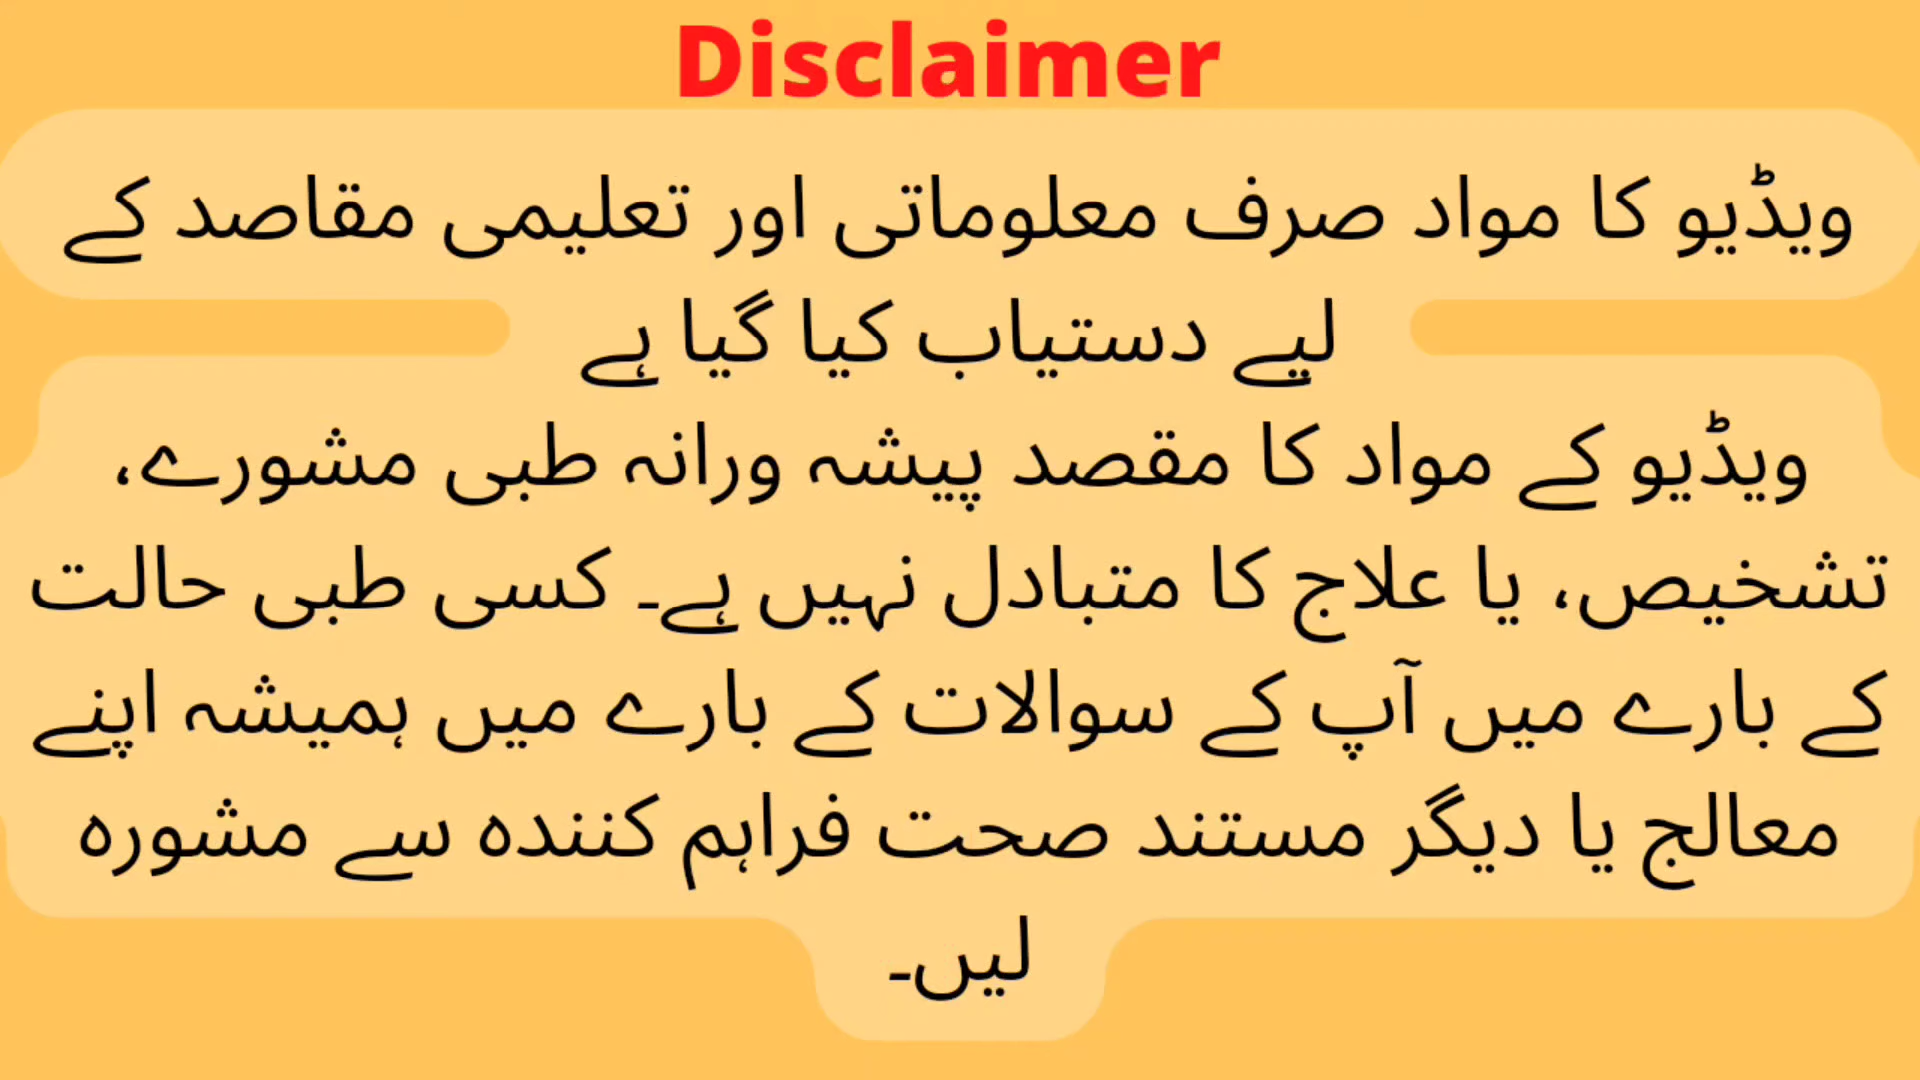 Disclaimer
ویڈیو کا مواد صرف معلوماتی اور تعلیمی مقاصد کے
لیے دستیاب کیا گیا ہے
ویڈیو کے مواد کا مقصد پیشہ ورانہ طبی مشورے،
تشخیص، یا علاج کا متبادل نہیں ہے۔ کسی طبی حالت
کے بارے میں آپ کے سوالات کے بارے میں ہمیشہ اپنے
معالج یا دیگر مستند صحت فراہم کنندہ سے مشورہ
لیں۔